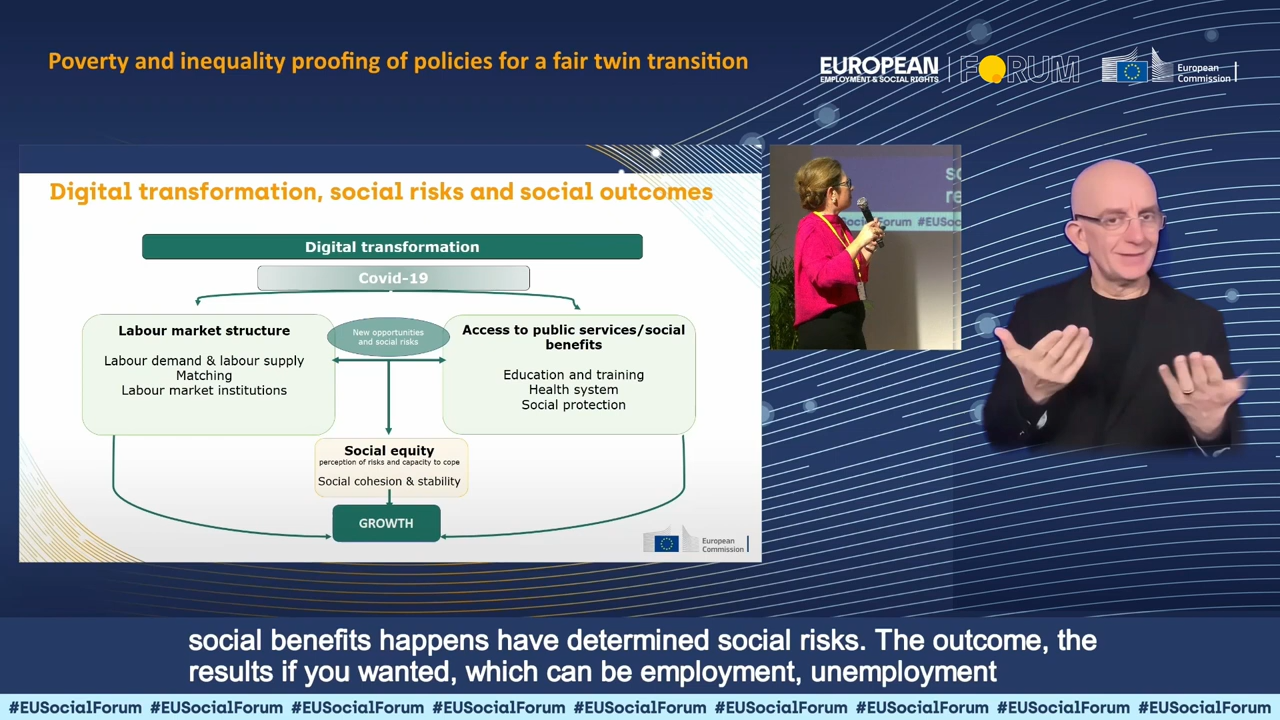 Poverty and inequality proofing of policies for a fair twin transition
EUROPEAN
EMPLOYMENT & SOCIAL RIGHTS
FORUM
European
Commission
Digital transformation, social risks and social outcomes
Digital transformation
Covid-19
Labour market structure
Labour demand & labour supply
Matching
Labour market institutions
New opportunities
and social risks
Access to public services/social
benefits
Education and training
Health system
Social protection
Social equity
perception of risks and capacity to cope
Social cohesion & stability
GROWTH
European
Commission
so
re
SocialForum #EUSoc
social benefits happens have determined social risks. The outcome, the
results if you wanted, which can be employment, unemployment
#EUSocialForum #EUSocialForum #EUSocialForum #EUSocialForum #EUSocialForum #EUSocialForum #EUSocialForum #EUSocialForum #EUSocialForum